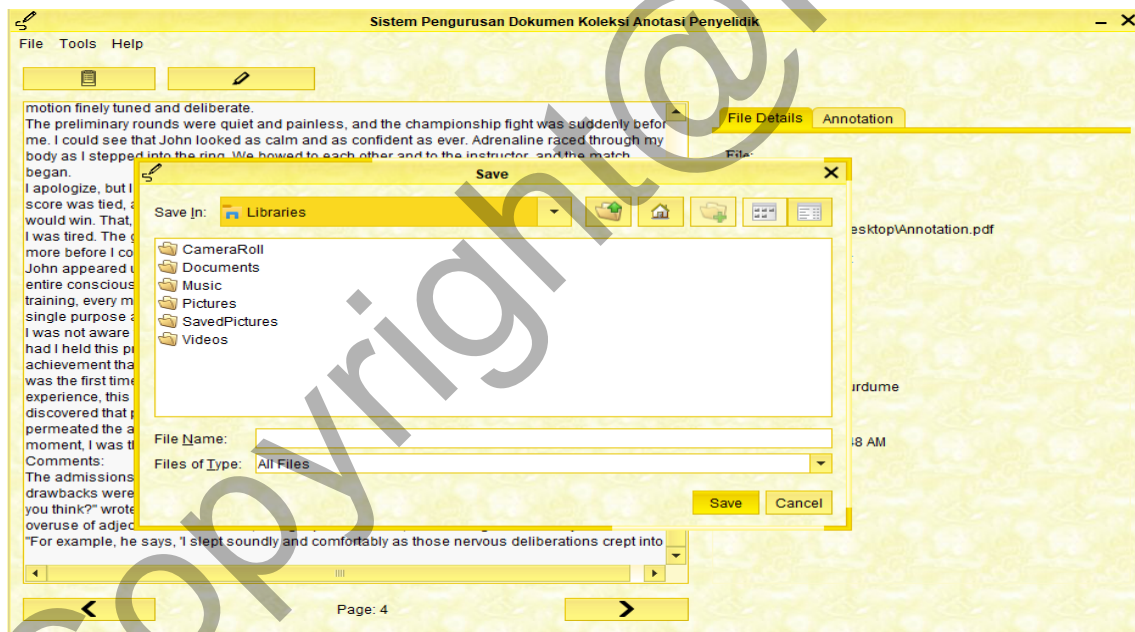 Sistem Pengurusan Dokumen Koleksi Anotasi Penyelidik
File Tools Help
motion finely tuned and deliberate.
The preliminary rounds were quiet and painless, and the championship fight was suddenly befor
me. I could see that John looked as calm and as confident as ever. Adrenaline raced through my
body as I stepped into the ring. We bowed to each other and to the instructor, and the match
began.
I apologize, but I
score was tied,
would win. That,
I was tired. The
more before I co
John appeared
entire conscious
training, every m
single purpose
I was not aware
had I held this
achievement tha
was the first time
experience, this
discovered that
permeated the a
moment, I was
Comments:
The admissions
drawbacks were
you think?" wrote
overuse of adjec
"For example, he says, 'I slept soundly and comfortably as those nervous deliberations crept into
Page: 4
File Details Annotation
File:
esktop\Annotation.pdf
urdume
48 AM
Save
Save In: Libraries
CameraRoll
Documents
Music
Pictures
SavedPictures
Videos
File Name:
Files of Type: All Files
Save Cancel
Copyright@